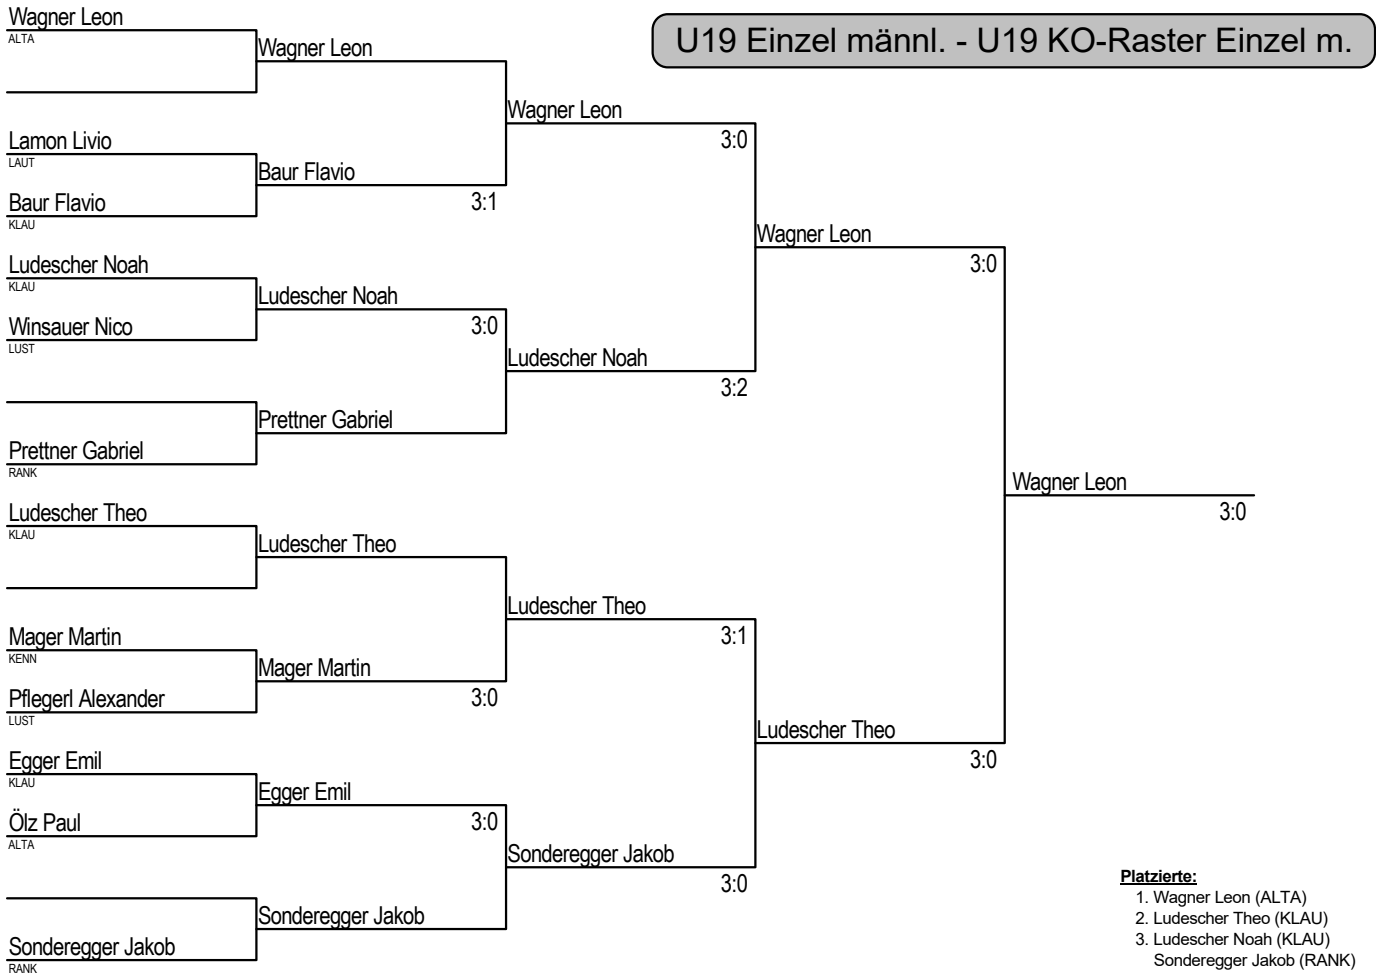 U19 Einzel männl. - U19 KO-Raster Einzel m.
Wagner Leon
ALTA
Lamon Livio
LAUT
Baur Flavio
KLAU
Ludescher Noah
KLAU
Winsauer Nico
LUST
Prettner Gabriel
RANK
Ludescher Theo
KLAU
Mager Martin
KENN
Pflegerl Alexander
LUST
Egger Emil
KLAU
Ölz Paul
ALTA
Sonderegger Jakob
RANK
Wagner Leon
Baur Flavio
3:1
Ludescher Noah
3:0
Prettner Gabriel
Ludescher Theo
Mager Martin
3:0
Egger Emil
3:0
Sonderegger Jakob
Wagner Leon
3:0
Ludescher Noah
3:2
Ludescher Theo
3:1
Sonderegger Jakob
3:0
Wagner Leon
3:0
Ludescher Theo
3:0
Wagner Leon
3:0
Platzierte:
1. Wagner Leon (ALTA)
2. Ludescher Theo (KLAU)
3. Ludescher Noah (KLAU)
Sonderegger Jakob (RANK)